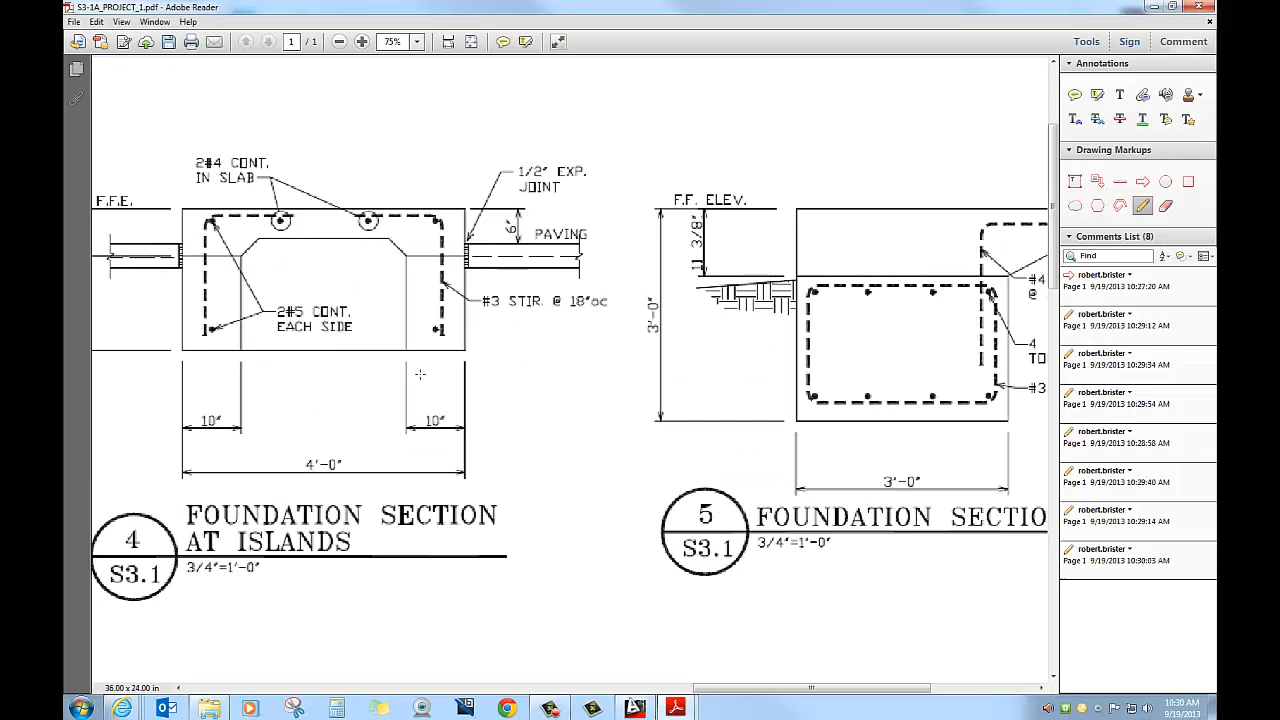 S3-1A_PROJECT_1.pdf - Adobe Reader
File Edit View Window Help
1 / 1
75%
Tools Sign Comment
Annotations
Drawing Markups
Comments List (8)
Find
robert.brister
Page 1 9/19/2013 10:27:20 AM
robert.brister
Page 1 9/19/2013 10:29:12 AM
robert.brister
Page 1 9/19/2013 10:29:34 AM
robert.brister
Page 1 9/19/2013 10:29:54 AM
robert.brister
Page 1 9/19/2013 10:28:58 AM
robert.brister
Page 1 9/19/2013 10:29:40 AM
robert.brister
Page 1 9/19/2013 10:29:14 AM
robert.brister
Page 1 9/19/2013 10:30:03 AM
2#4 CONT.
IN SLAB
1/2" EXP.
JOINT
F.F.E.
6"
PAVING
#3 STIR. @ 18"oc
2#5 CONT.
EACH SIDE
10"
10"
4'-0"
4
S3.1
FOUNDATION SECTION
AT ISLANDS
3/4"=1'-0"
F.F. ELEV.
11 3/8"
3'-0"
#4
@
4
TO
#3
3'-0"
5
S3.1
FOUNDATION SECTIO
3/4"=1'-0"
36.00 x 24.00 in
10:30 AM
9/19/2013